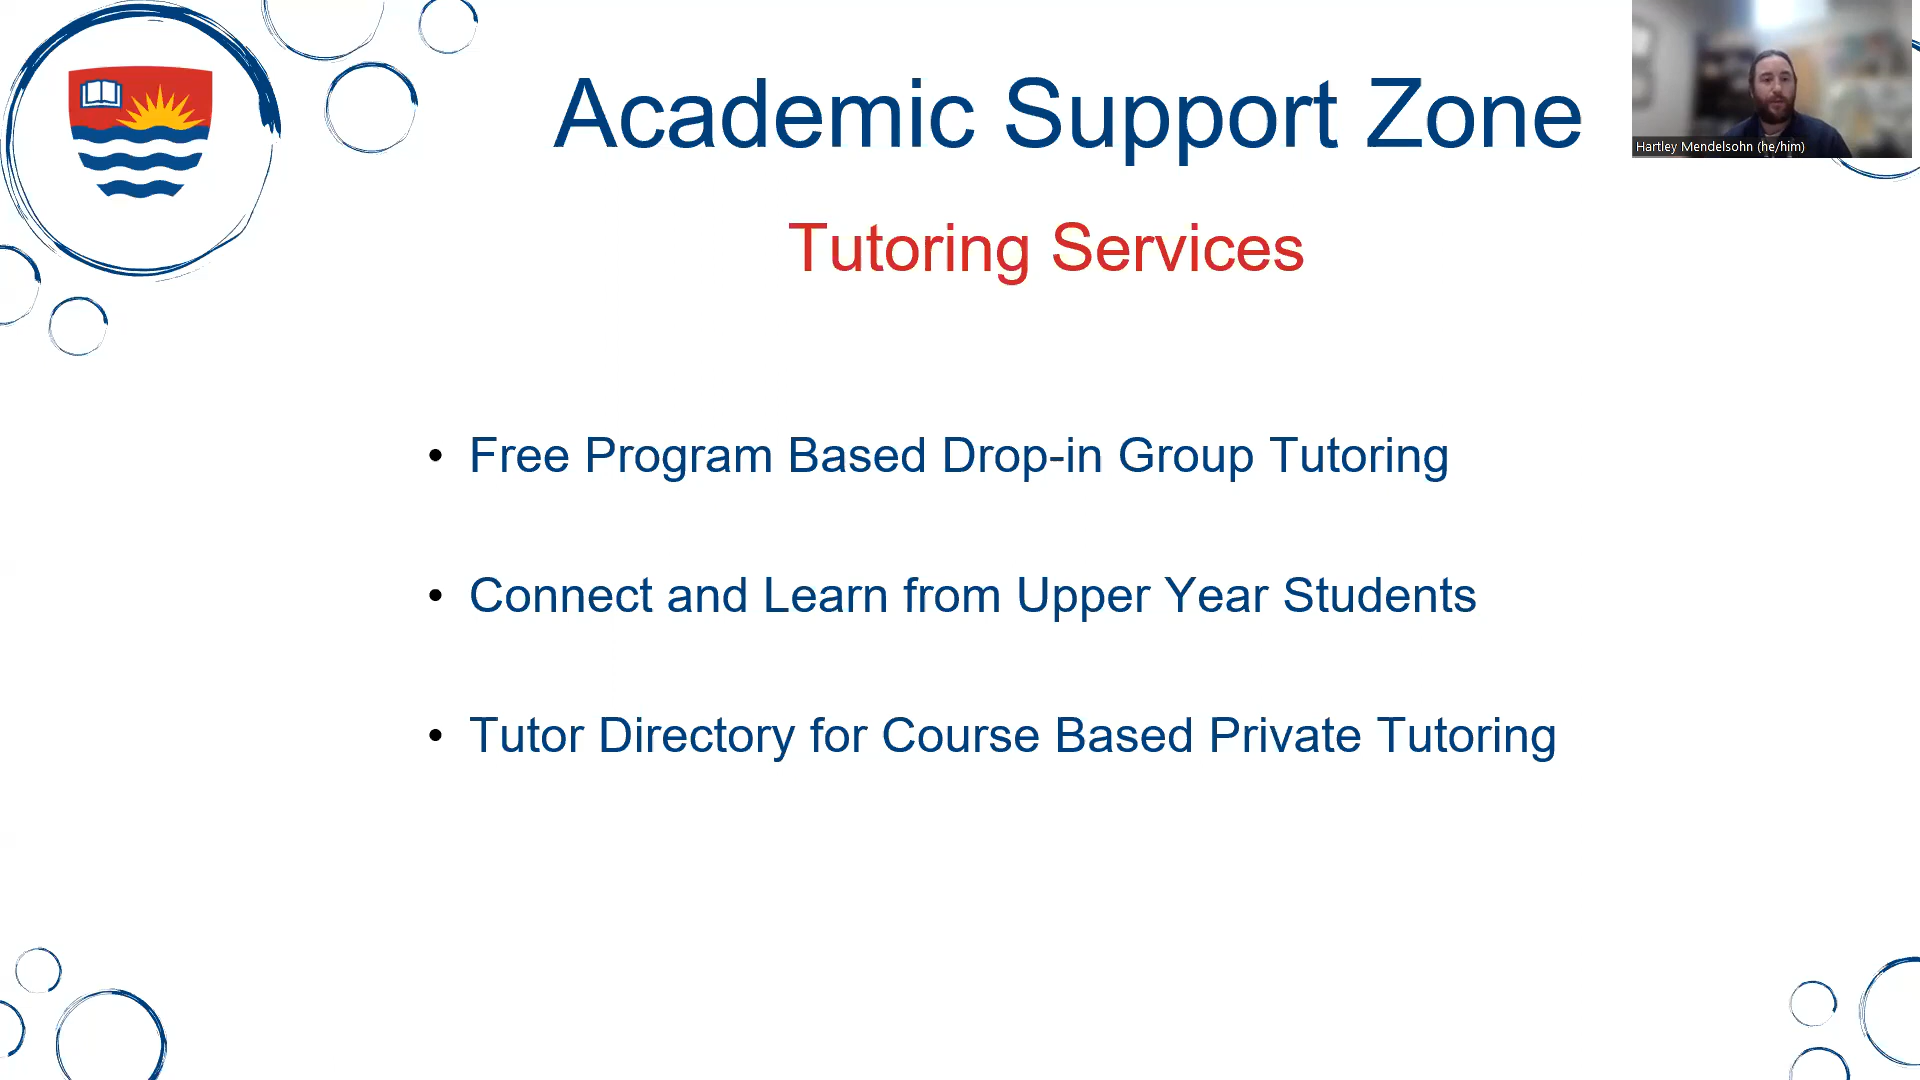 Academic Support Zone
Hartley Mendelsohn (he/him)
Tutoring Services
• Free Program Based Drop-in Group Tutoring
• Connect and Learn from Upper Year Students
• Tutor Directory for Course Based Private Tutoring